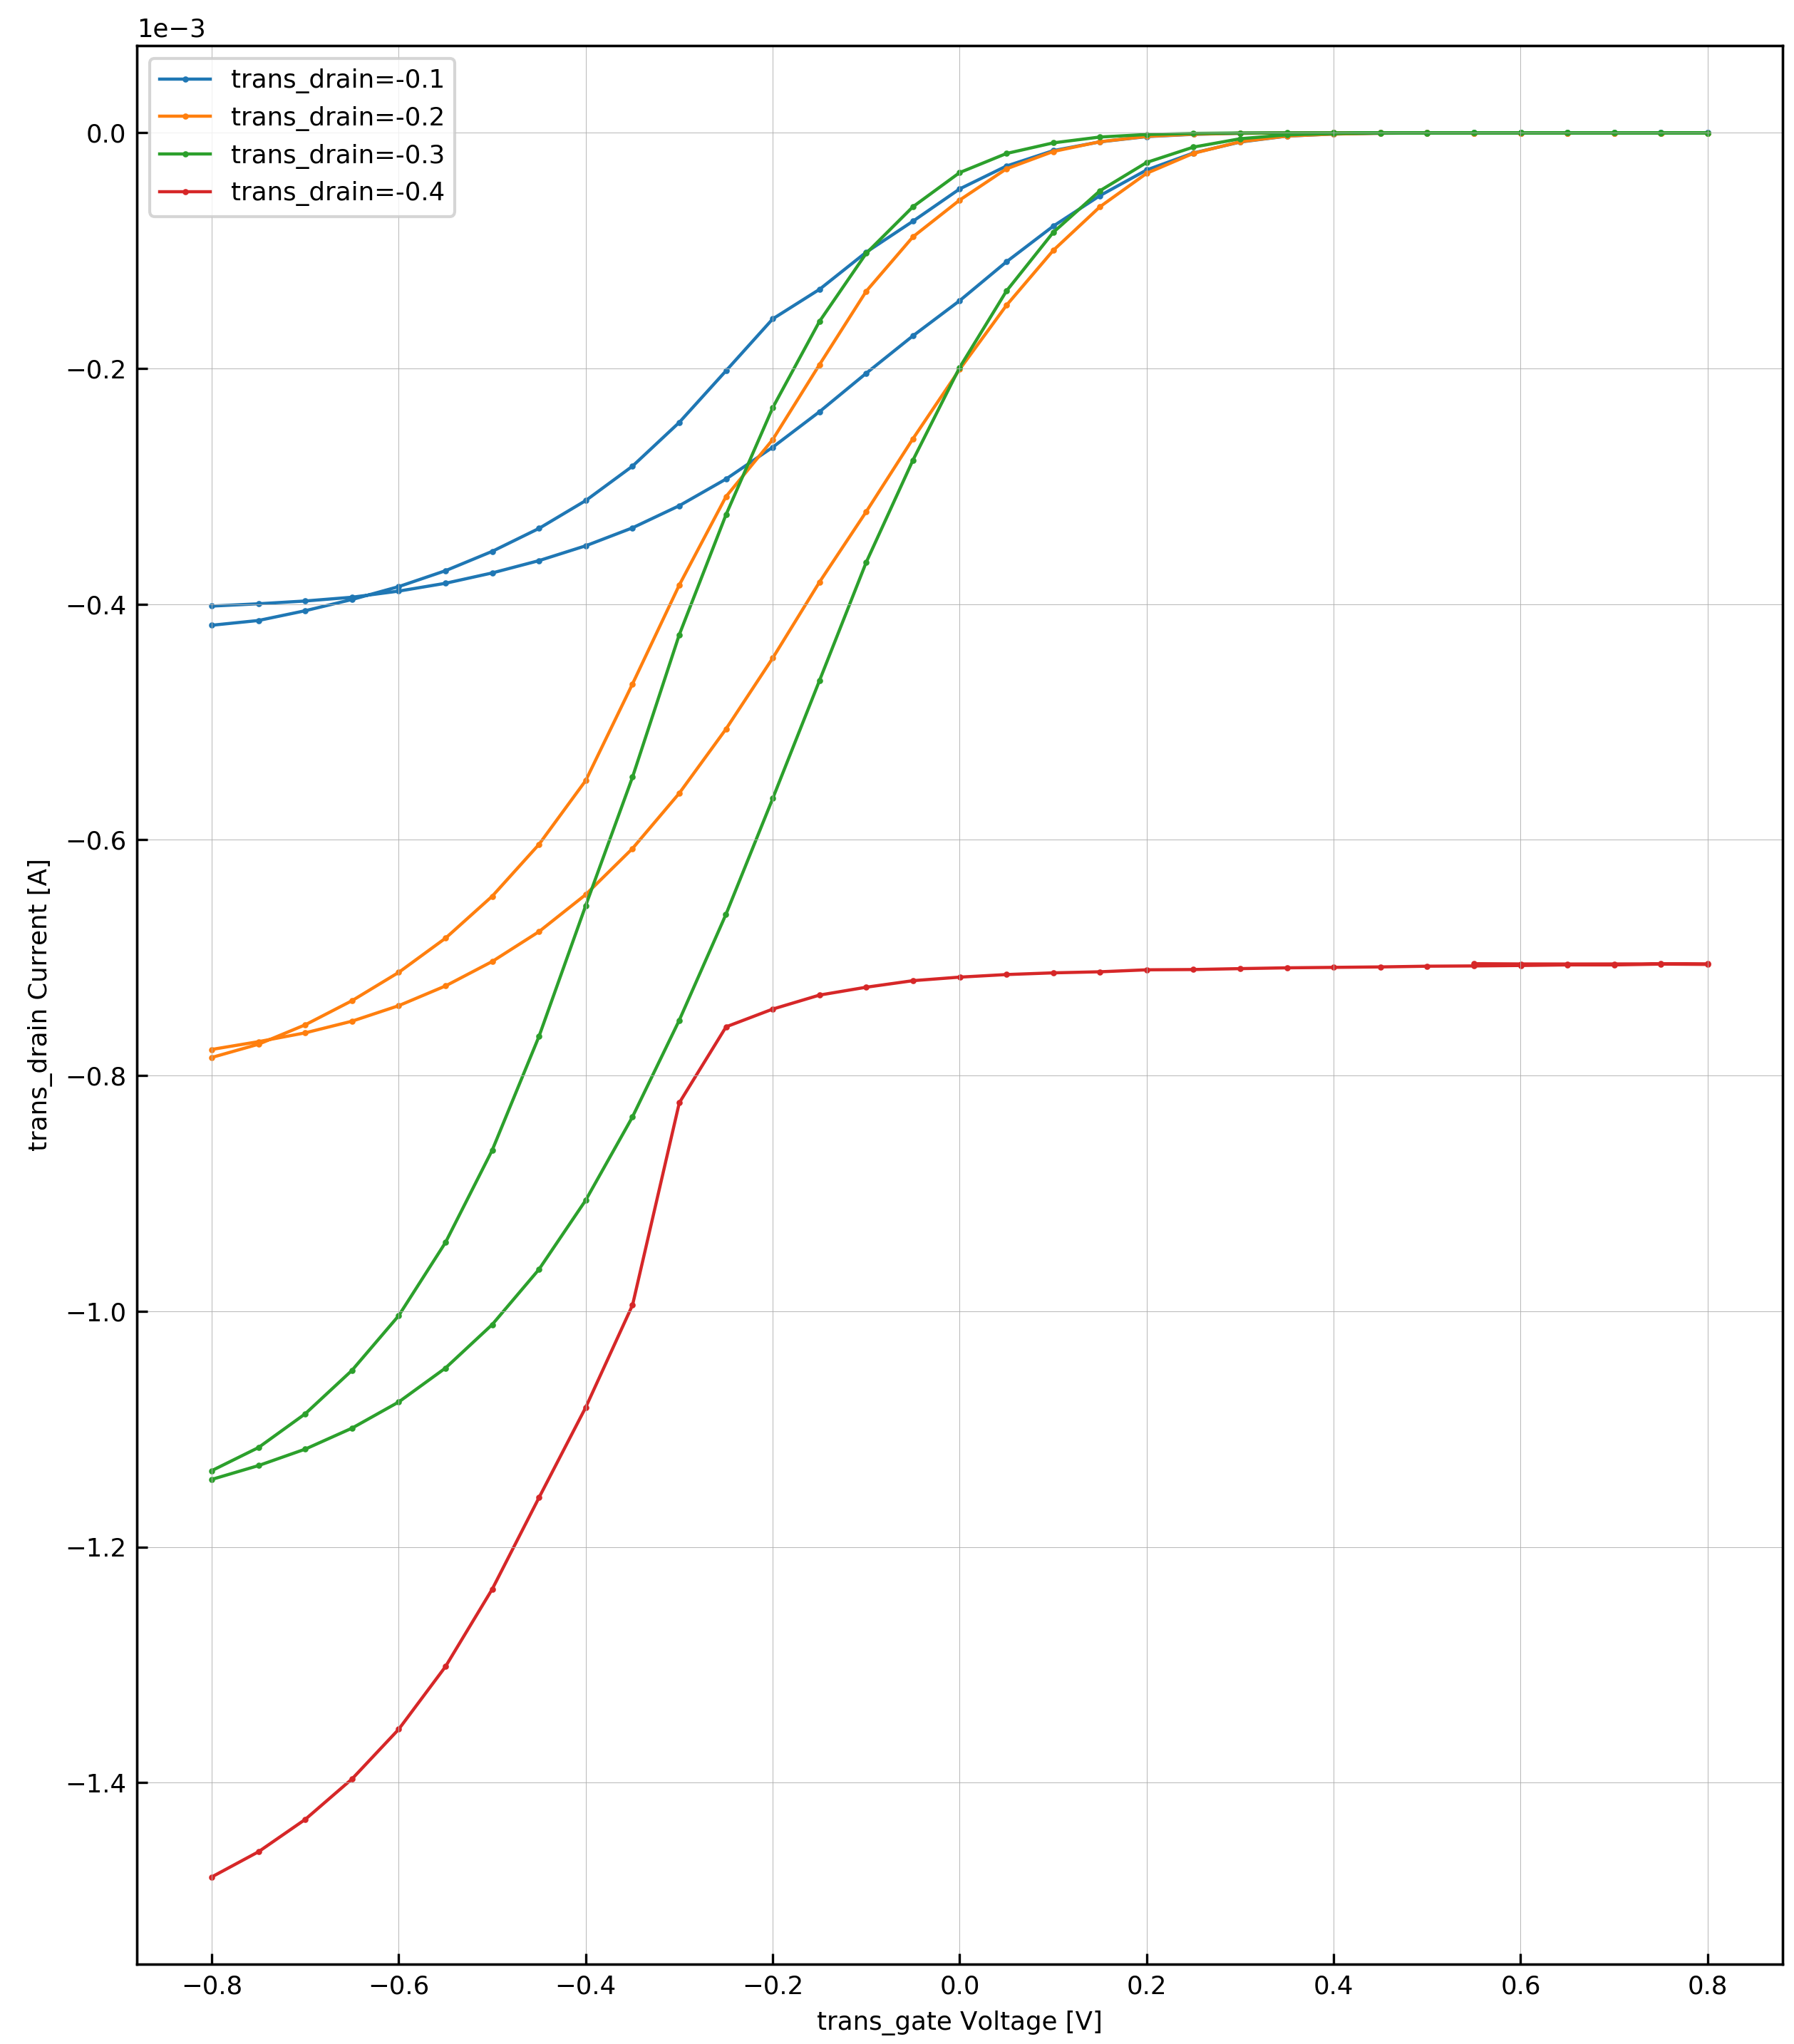 1e−3
trans_drain=-0.1
trans_drain=-0.2
trans_drain=-0.3
trans_drain=-0.4
0.0
−0.2
−0.4
−0.6
−0.8
−1.0
−1.2
−1.4
trans_drain Current [A]
−0.8 −0.6 −0.4 −0.2 0.0 0.2 0.4 0.6 0.8
trans_gate Voltage [V]